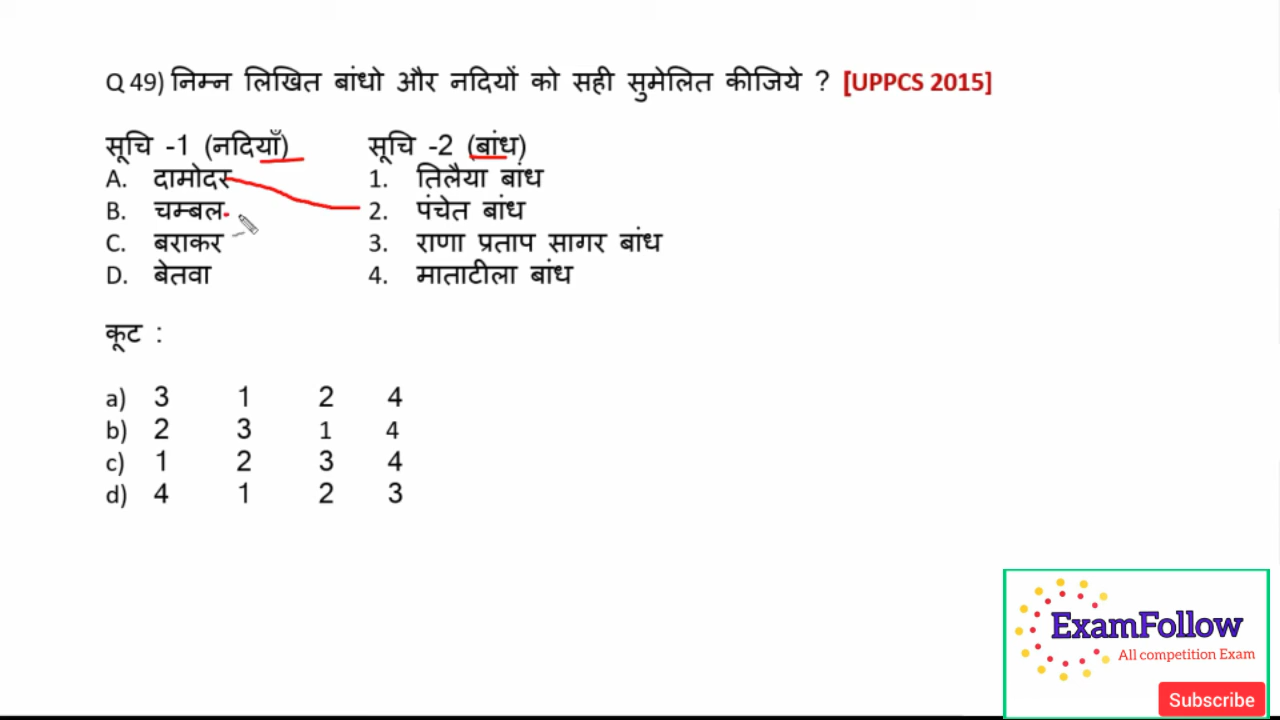 Q 49) निम्न लिखित बांधो और नदियों को सही सुमेलित कीजिये ? [UPPCS 2015]
सूचि -1 (नदियाँ) सूचि -2 (बांध)
A. दामोदर 1. तिलैया बांध
B. चम्बल 2. पंचेत बांध
C. बराकर 3. राणा प्रताप सागर बांध
D. बेतवा 4. माताटीला बांध
कूट :
a) 3 1 2 4
b) 2 3 1 4
c) 1 2 3 4
d) 4 1 2 3
ExamFollow
All competition Exam
Subscribe